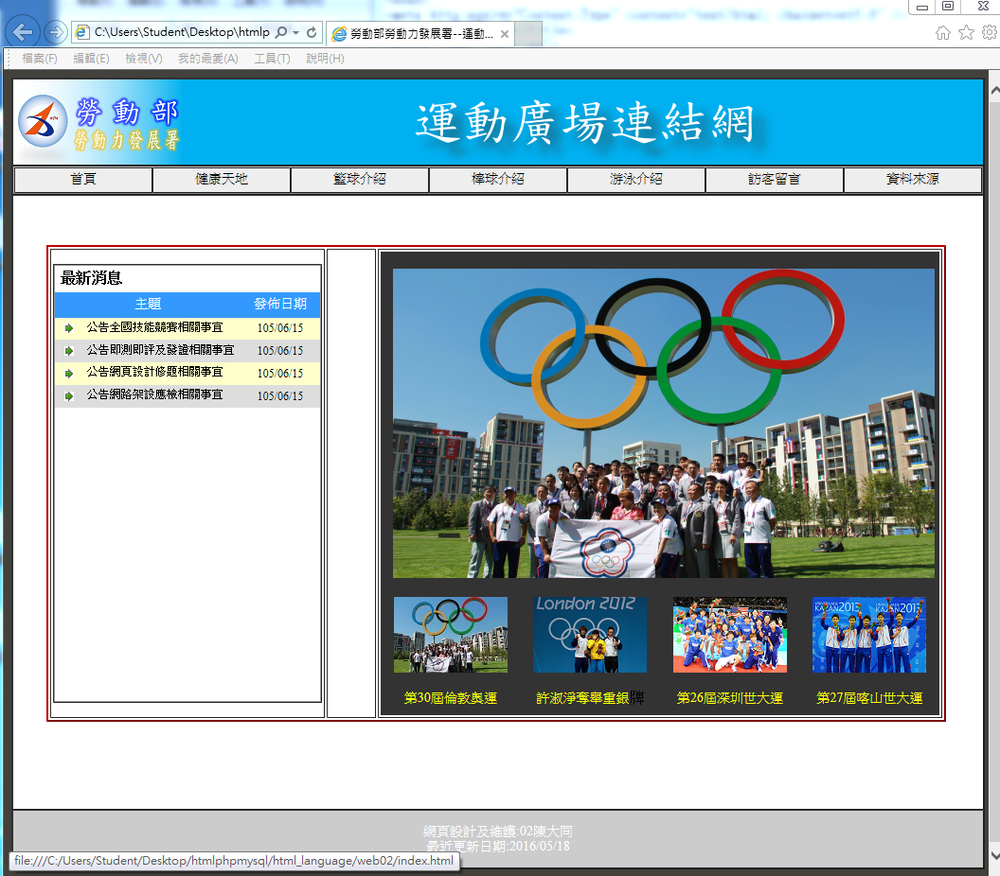 C:\Users\Student\Desktop\htmlp
勞動部勞動力發展署--運動...
檔案(F) 編輯(E) 檢視(V) 我的最愛(A) 工具(T) 說明(H)
勞動部
勞動力發展署
運動廣場連結網
首頁 健康天地 籃球介紹 棒球介紹 游泳介紹 訪客留言 資料來源
最新消息
主題 發佈日期
公告全國技能競賽相關事宜 105/06/15
公告即測即評及發證相關事宜 105/06/15
公告網頁設計修題相關事宜 105/06/15
公告網路架設應檢相關事宜 105/06/15
London 2012
KAZAN 2013
KAZAN 2013
第30屆倫敦奧運 許淑淨奪舉重銀牌 第26屆深圳世大運 第27屆喀山世大運
網頁設計及維護:02陳大同
最近更新日期:2016/05/18
file:///C:/Users/Student/Desktop/htmlphpmysql/html_language/web02/index.html